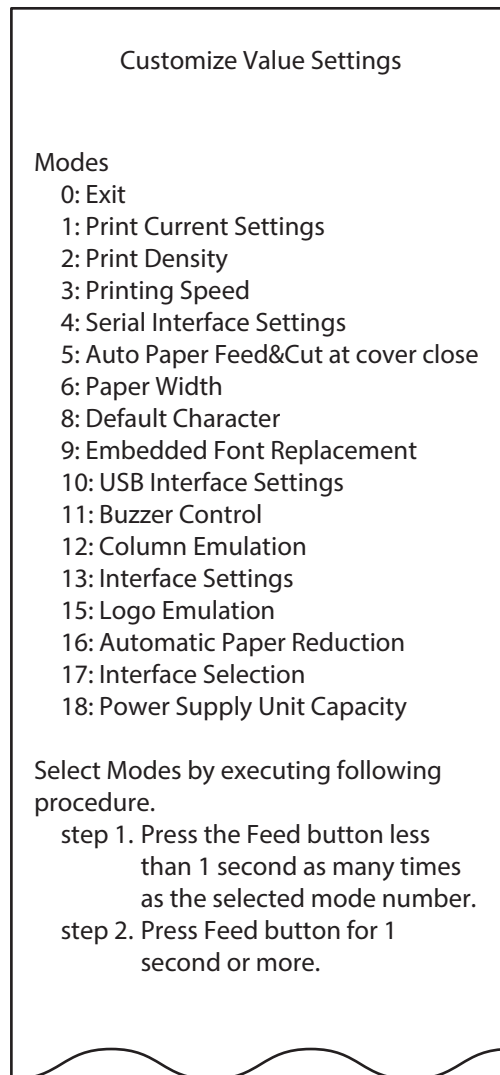 Customize Value Settings
Modes
0: Exit
1: Print Current Settings
2: Print Density
3: Printing Speed
4: Serial Interface Settings
5: Auto Paper Feed&Cut at cover close
6: Paper Width
8: Default Character
9: Embedded Font Replacement
10: USB Interface Settings
11: Buzzer Control
12: Column Emulation
13: Interface Settings
15: Logo Emulation
16: Automatic Paper Reduction
17: Interface Selection
18: Power Supply Unit Capacity
Select Modes by executing following
procedure.
step 1. Press the Feed button less
than 1 second as many times
as the selected mode number.
step 2. Press Feed button for 1
second or more.